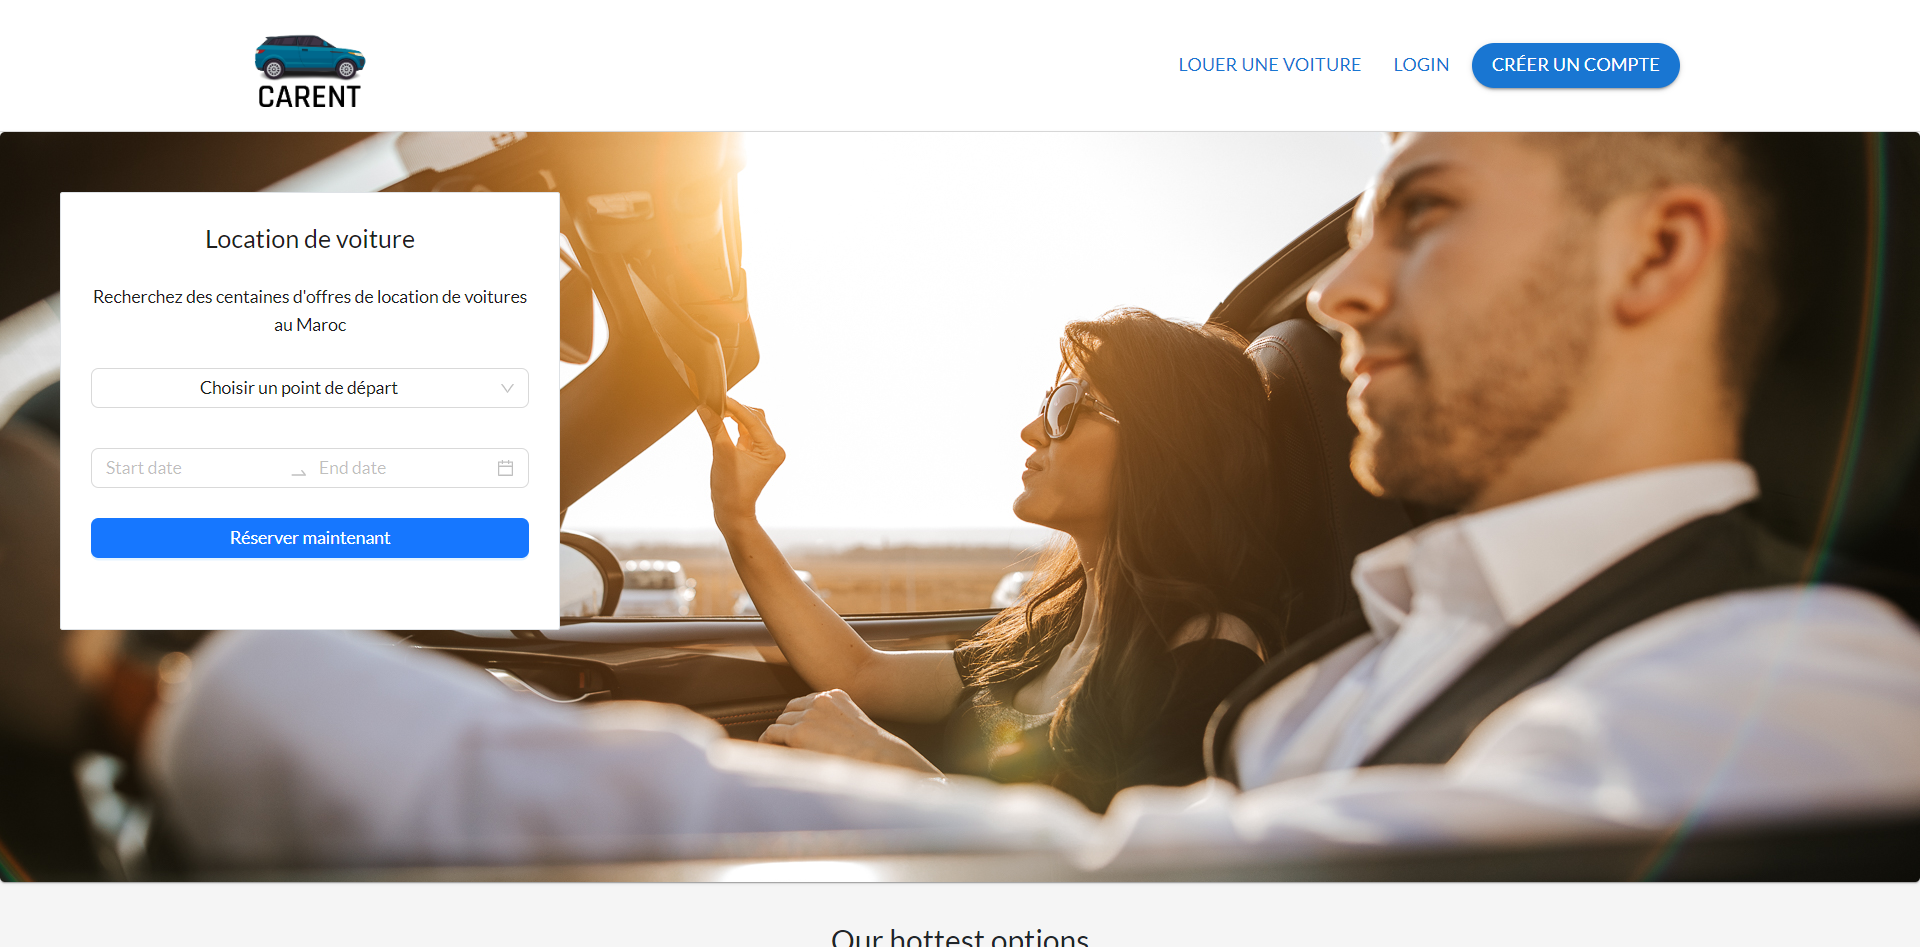 CARENT
LOUER UNE VOITURE
LOGIN
CRÉER UN COMPTE
Location de voiture
Recherchez des centaines d'offres de location de voitures
au Maroc
Choisir un point de départ
Start date
End date
Réserver maintenant
Our hottest options